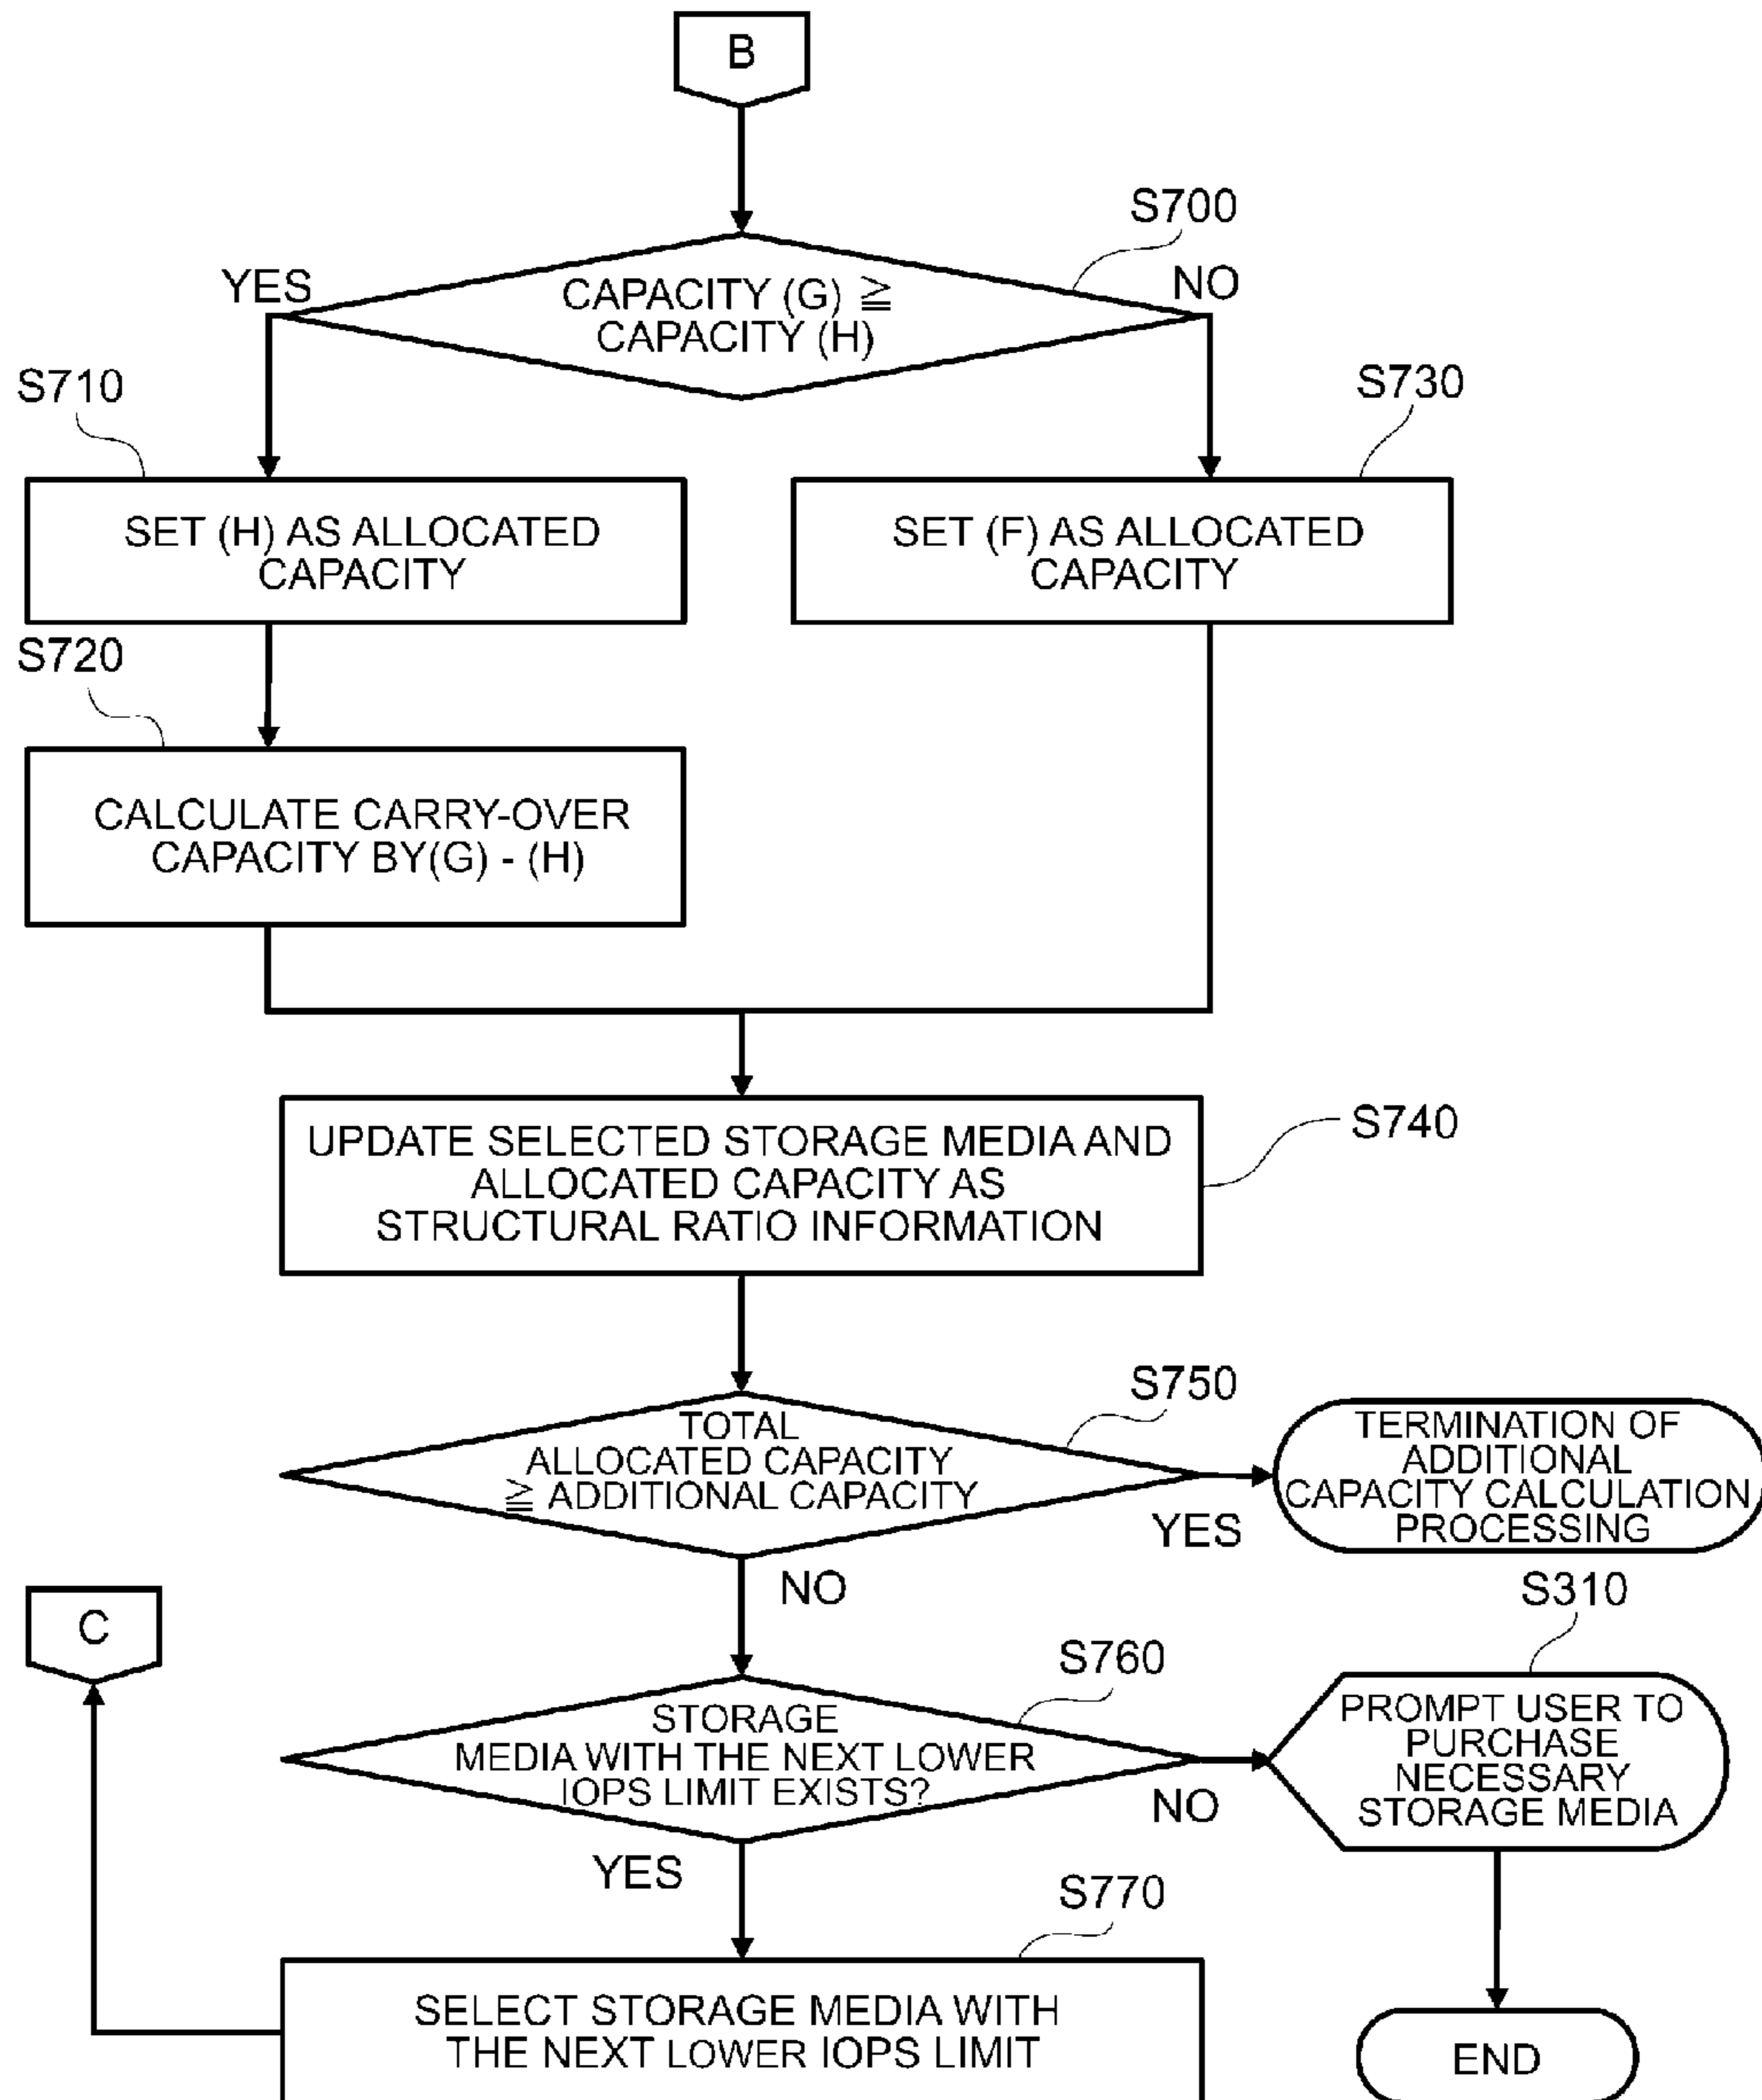 B
S700
YES
NO
CAPACITY (G) ≧
CAPACITY (H)
S710
S730
SET (H) AS ALLOCATED
CAPACITY
SET (F) AS ALLOCATED
CAPACITY
S720
CALCULATE CARRY-OVER
CAPACITY BY(G) - (H)
UPDATE SELECTED STORAGE MEDIA AND
ALLOCATED CAPACITY AS
STRUCTURAL RATIO INFORMATION
S740
S750
TOTAL
ALLOCATED CAPACITY
≧ ADDITIONAL CAPACITY
YES
TERMINATION OF
ADDITIONAL
CAPACITY CALCULATION
PROCESSING
NO
C
S760
S310
STORAGE
MEDIA WITH THE NEXT LOWER
IOPS LIMIT EXISTS?
NO
PROMPT USER TO
PURCHASE
NECESSARY
STORAGE MEDIA
YES
S770
SELECT STORAGE MEDIA WITH
THE NEXT LOWER IOPS LIMIT
END